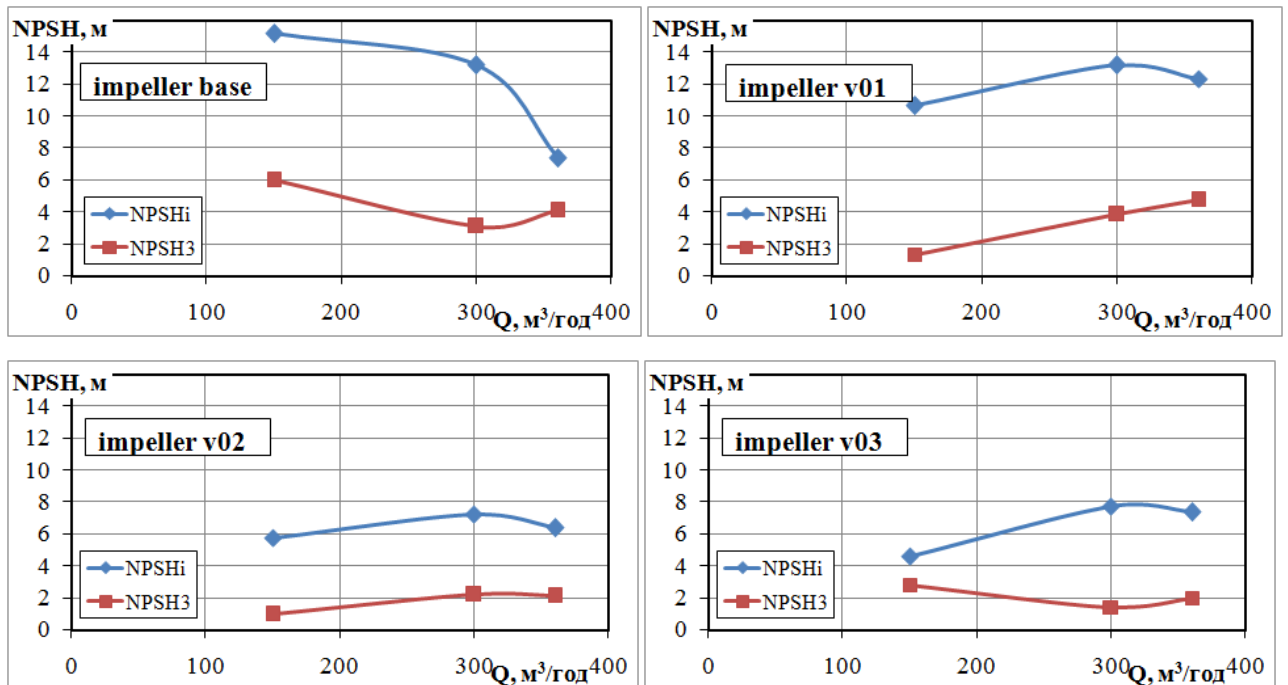 NPSH, м
14
12
10
8
6
4
2
0
impeller base
NPSHi
NPSH3
0 100 200 300 400
Q, м³/год
NPSH, м
14
12
10
8
6
4
2
0
impeller v01
NPSHi
NPSH3
0 100 200 300 400
Q, м³/год
NPSH, м
14
12
10
8
6
4
2
0
impeller v02
NPSHi
NPSH3
0 100 200 300 400
Q, м³/год
NPSH, м
14
12
10
8
6
4
2
0
impeller v03
NPSHi
NPSH3
0 100 200 300 400
Q, м³/год